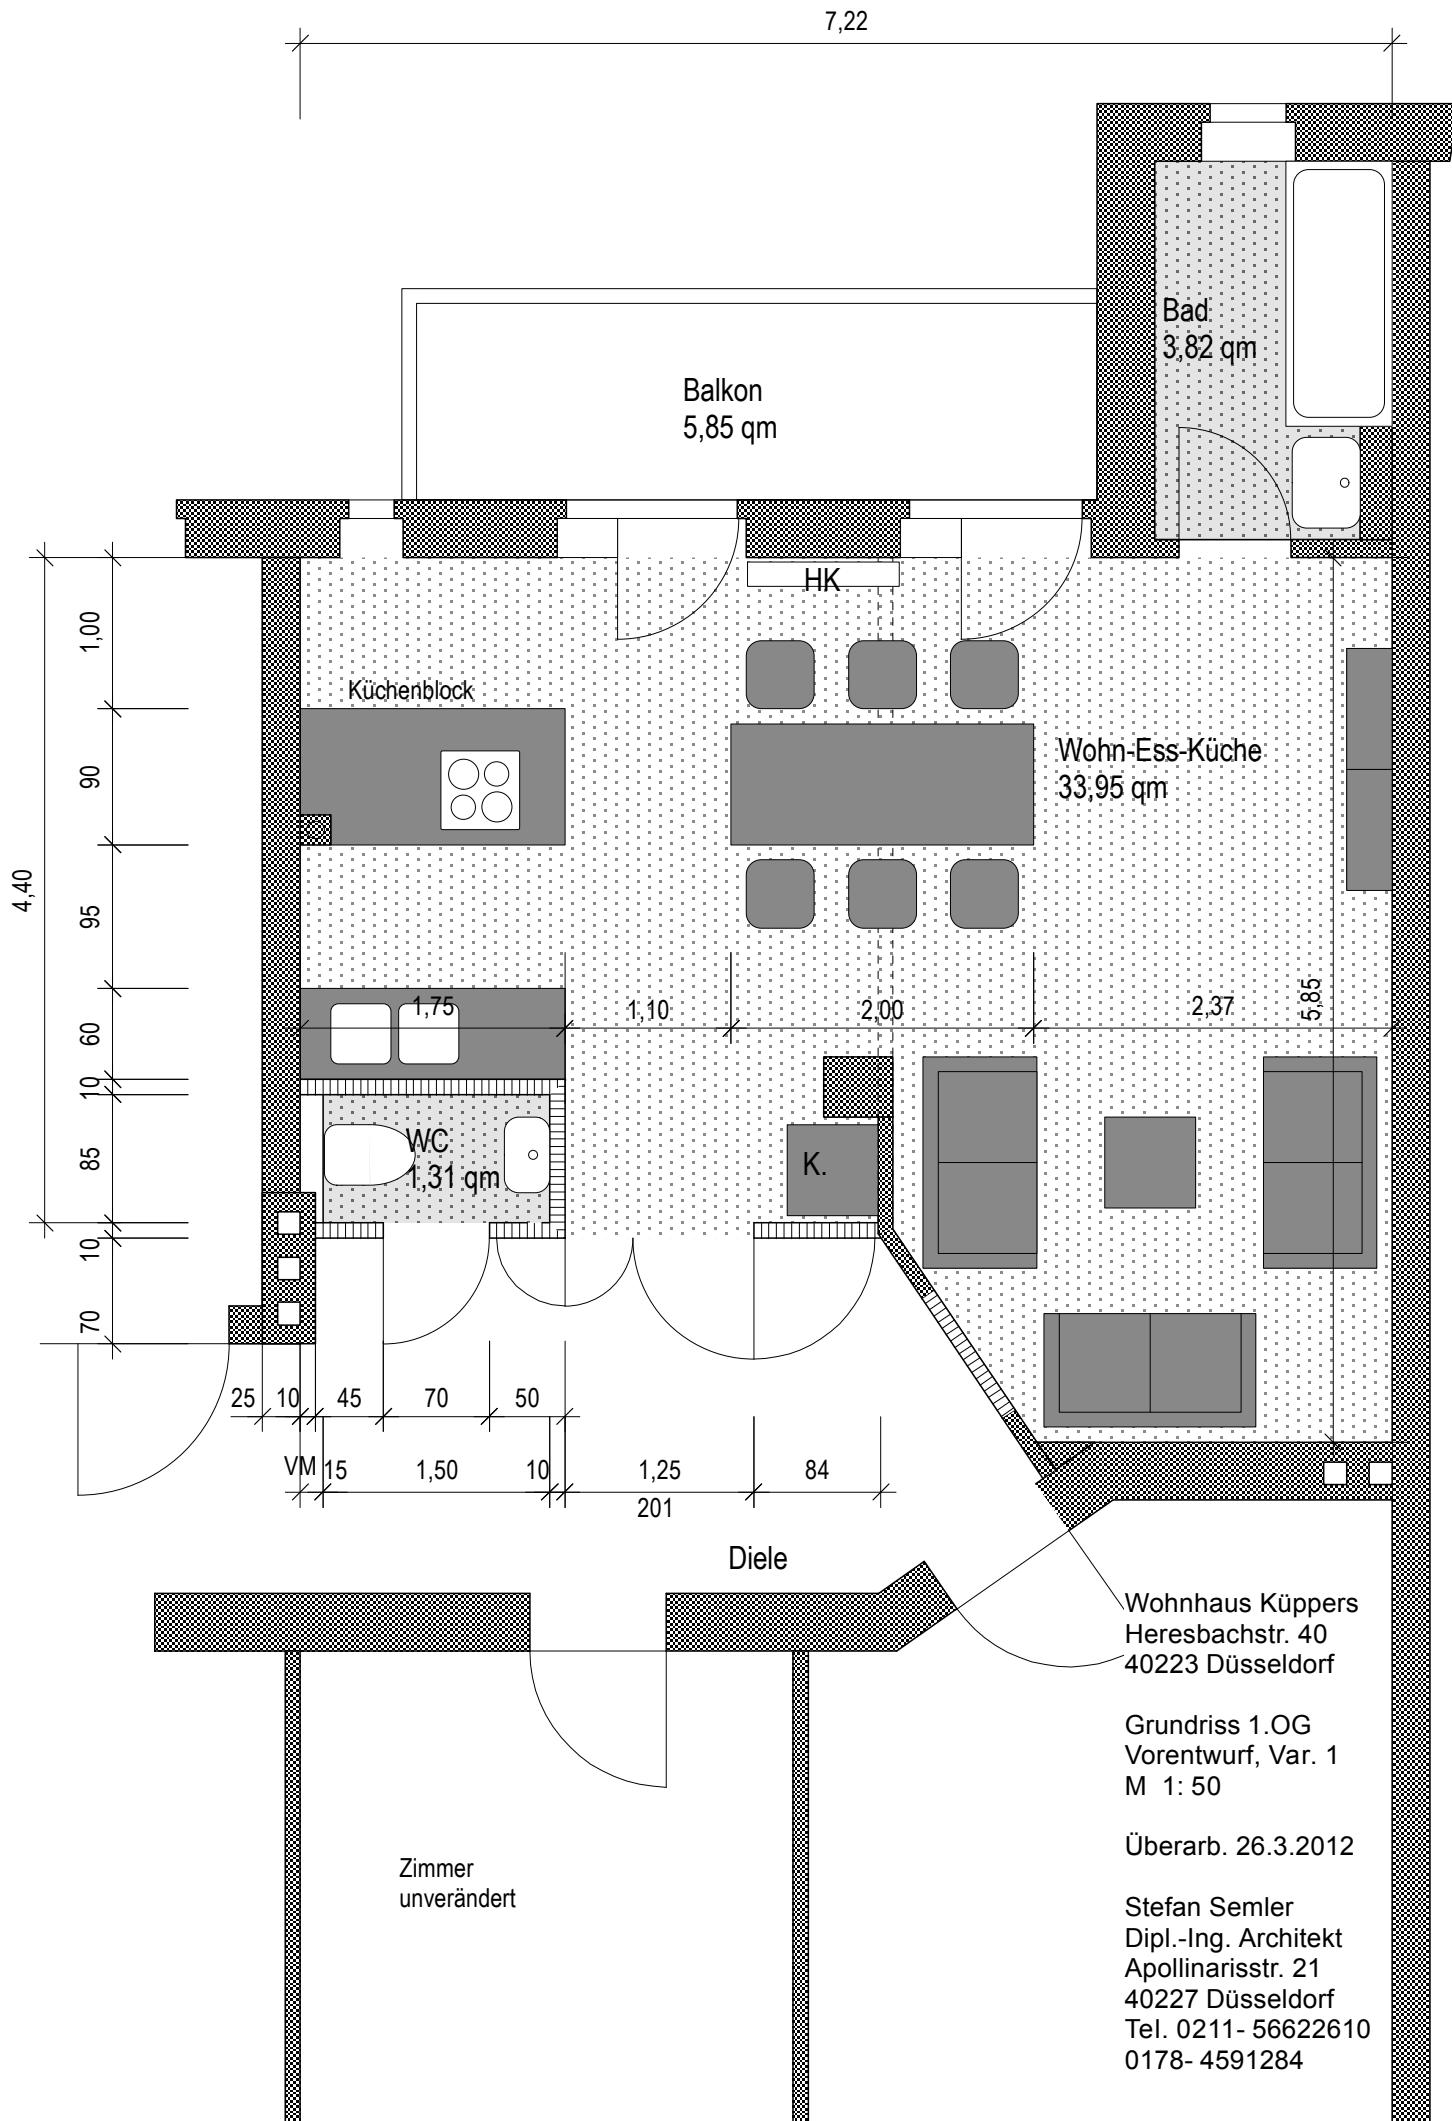 7,22
Bad
3,82 qm
Balkon
5,85 qm
HK
1,00
Küchenblock
Wohn-Ess-Küche
33,95 qm
90
4,40
95
1,75
1,10
2,00
2,37
5,85
60
10
WC
1,31 qm
85
K.
10
70
25
10
45
70
50
VM
15
1,50
10
1,25
84
201
Diele
Wohnhaus Küppers
Heresbachstr. 40
40223 Düsseldorf
Grundriss 1.OG
Vorentwurf, Var. 1
M 1: 50
Überarb. 26.3.2012
Zimmer
unverändert
Stefan Semler
Dipl.-Ing. Architekt
Apollinarisstr. 21
40227 Düsseldorf
Tel. 0211- 56622610
0178- 4591284